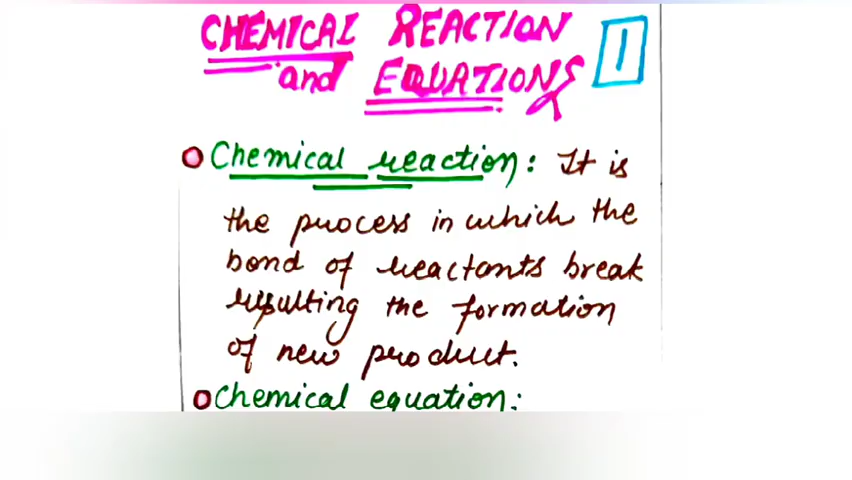 CHEMICAL REACTION
and EQUATIONS 1
Chemical reaction: It is
the process in which the
bond of reactants break
resulting the formation
of new product.
Chemical equation: